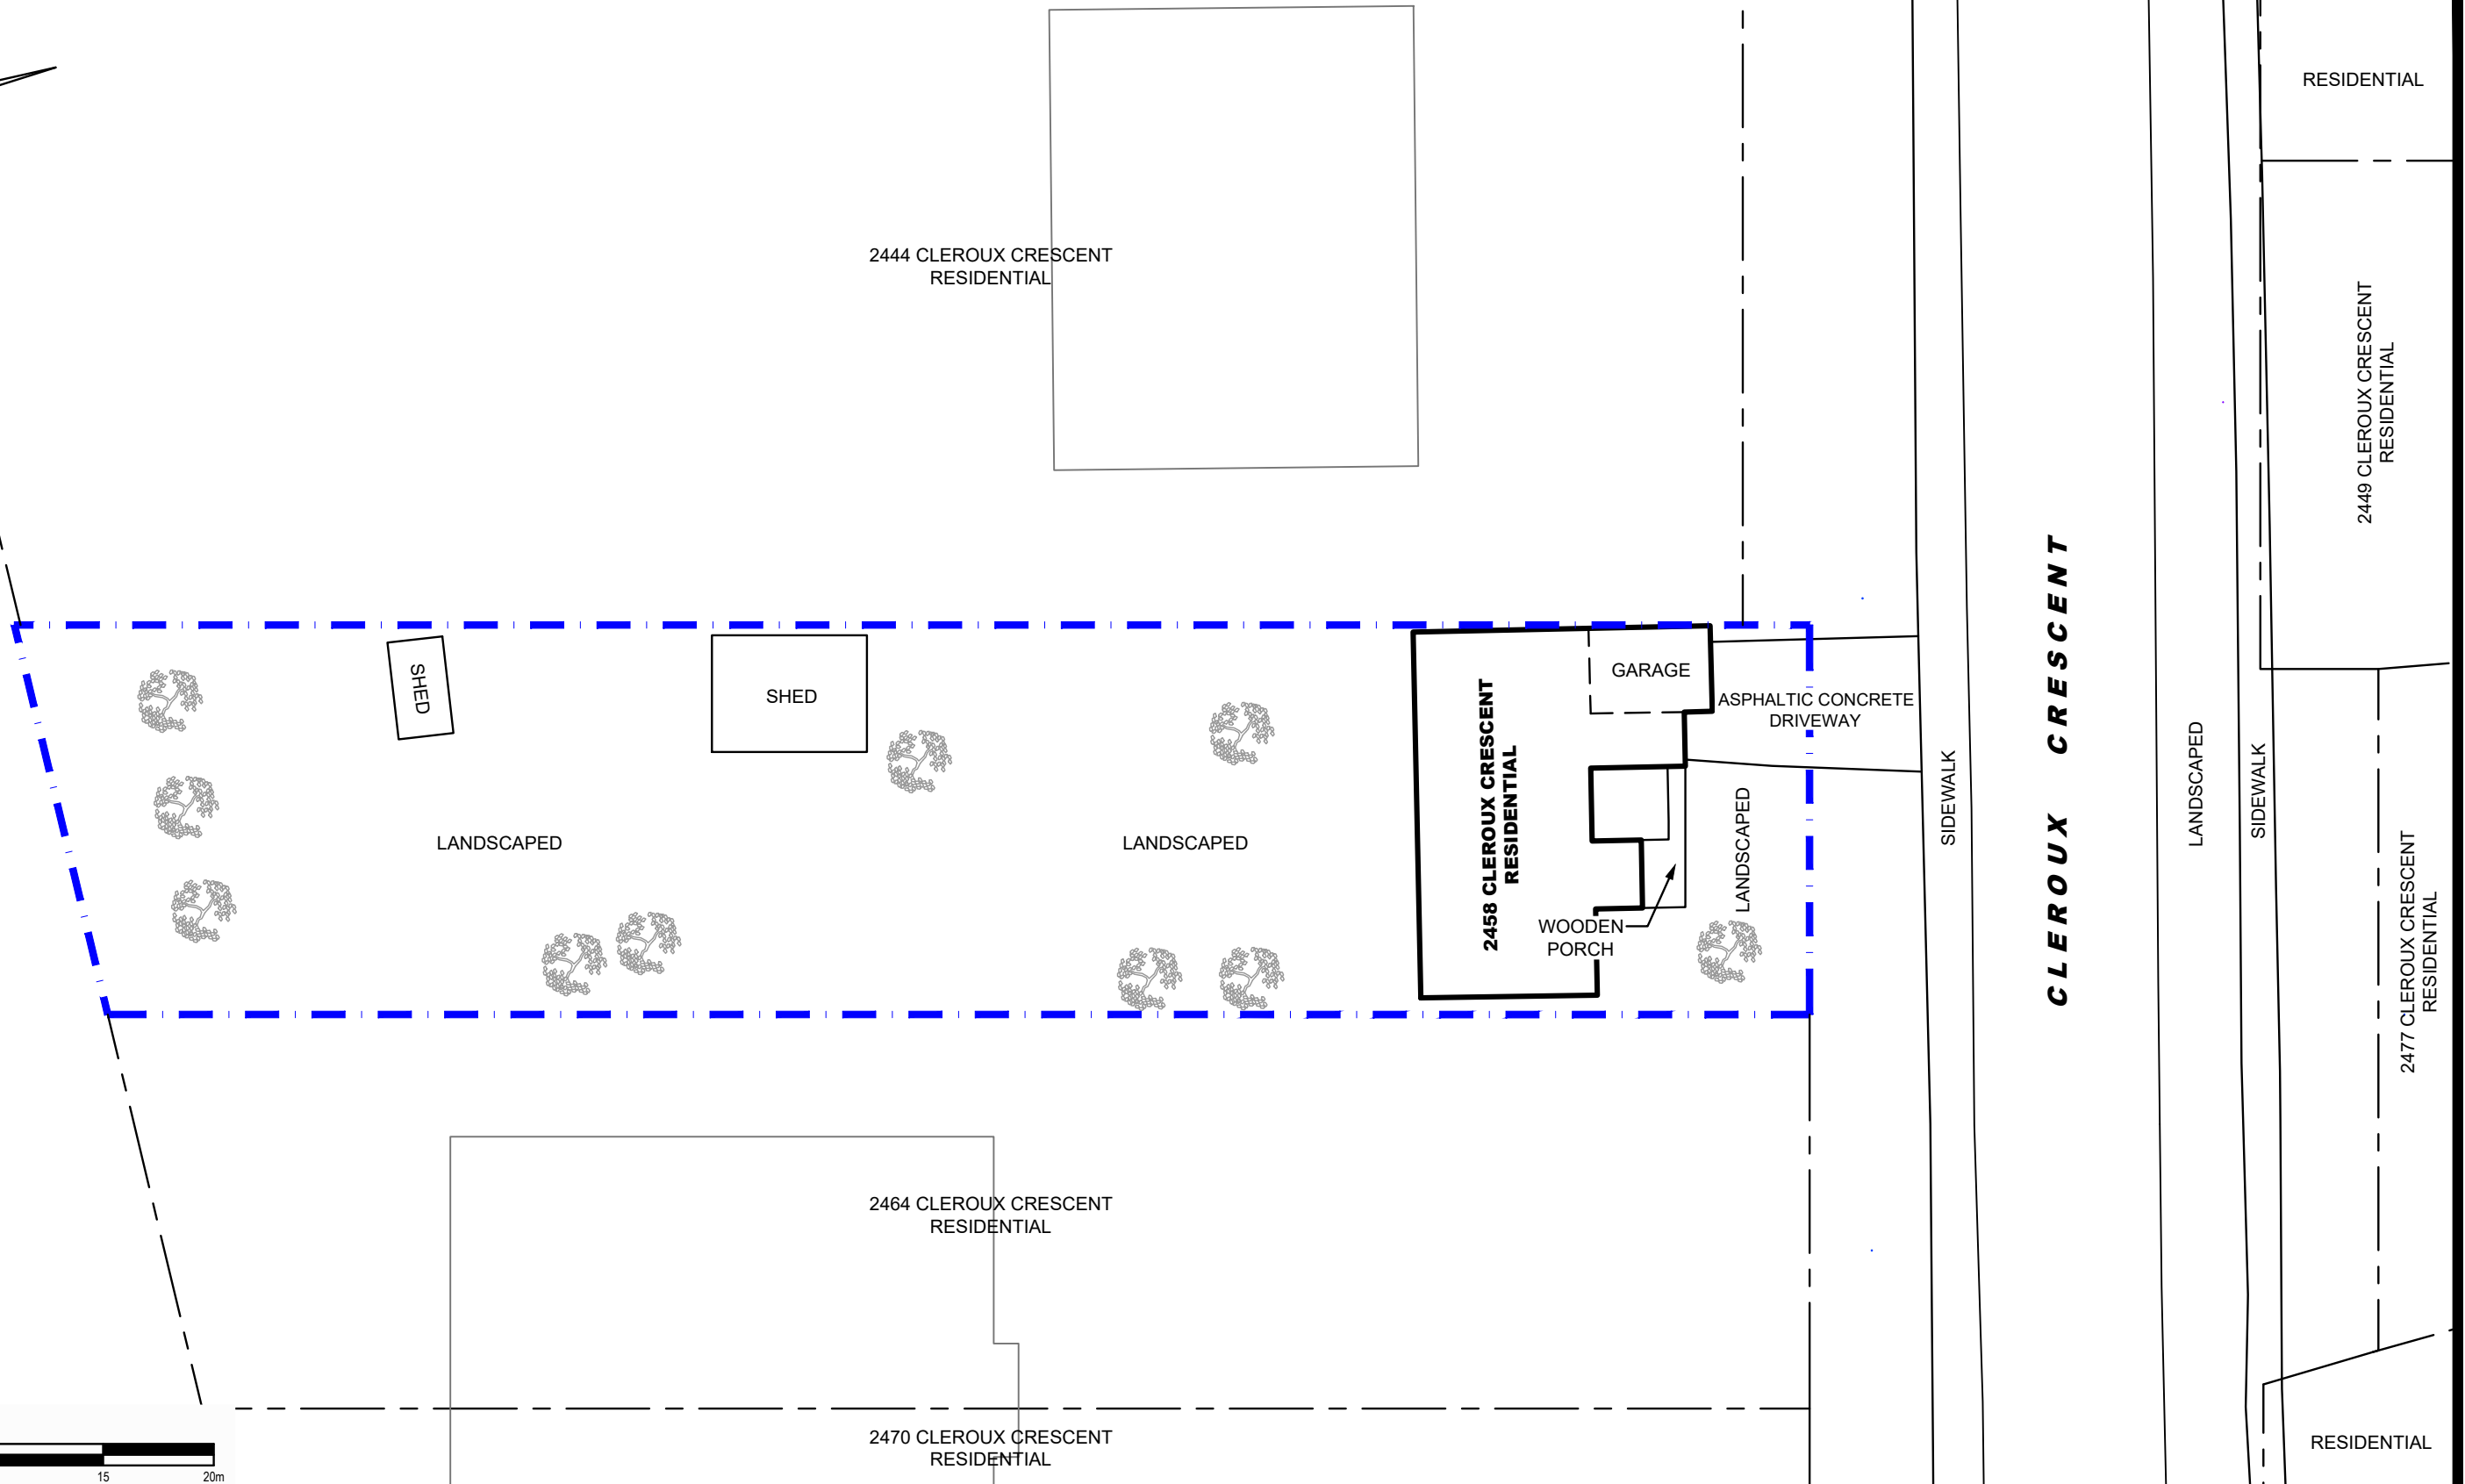 RESIDENTIAL
2444 CLEROUX CRESCENT
RESIDENTIAL
2449 CLEROUX CRESCENT
RESIDENTIAL
SHED
SHED
GARAGE
ASPHALTIC CONCRETE
DRIVEWAY
2458 CLEROUX CRESCENT
RESIDENTIAL
LANDSCAPED
LANDSCAPED
LANDSCAPED
WOODEN
PORCH
SIDEWALK
CLEROUX CRESCENT
LANDSCAPED
SIDEWALK
2477 CLEROUX CRESCENT
RESIDENTIAL
2464 CLEROUX CRESCENT
RESIDENTIAL
2470 CLEROUX CRESCENT
RESIDENTIAL
RESIDENTIAL
15 20m